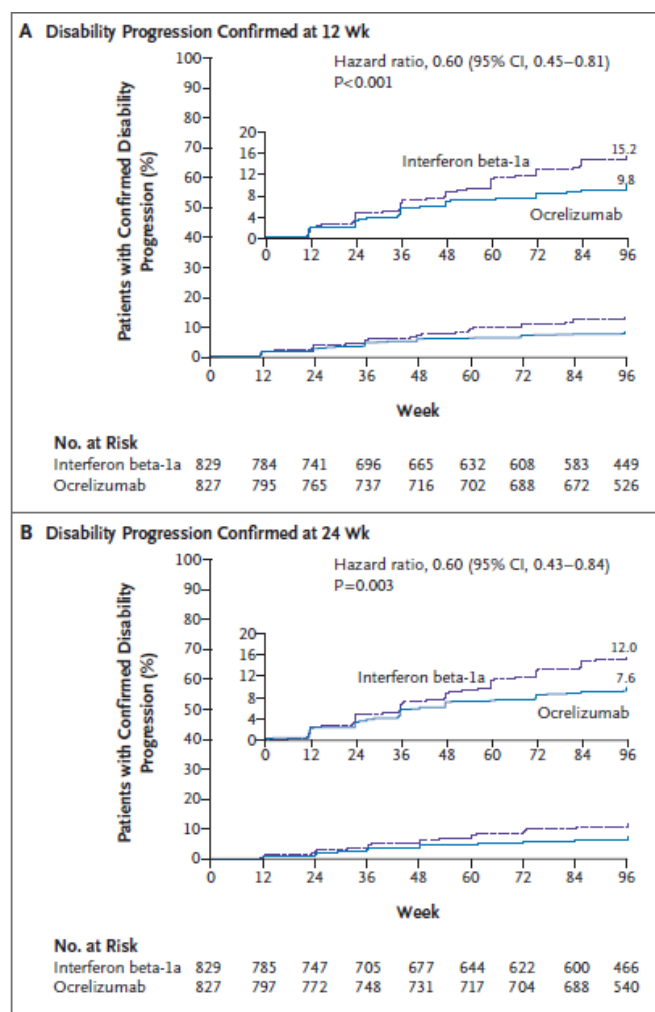 A Disability Progression Confirmed at 12 Wk
Hazard ratio, 0.60 (95% CI, 0.45–0.81)
P<0.001
Patients with Confirmed Disability
Progression (%)
100
90
80
70
60
50
40
30
20
10
0
20
16
12
8
4
0
Interferon beta-1a
15.2
9.8
Ocrelizumab
0 12 24 36 48 60 72 84 96
0 12 24 36 48 60 72 84 96
Week
No. at Risk
Interferon beta-1a 829 784 741 696 665 632 608 583 449
Ocrelizumab 827 795 765 737 716 702 688 672 526
B Disability Progression Confirmed at 24 Wk
Hazard ratio, 0.60 (95% CI, 0.43–0.84)
P=0.003
Patients with Confirmed Disability
Progression (%)
100
90
80
70
60
50
40
30
20
10
0
20
16
12
8
4
0
Interferon beta-1a
12.0
7.6
Ocrelizumab
0 12 24 36 48 60 72 84 96
0 12 24 36 48 60 72 84 96
Week
No. at Risk
Interferon beta-1a 829 785 747 705 677 644 622 600 466
Ocrelizumab 827 797 772 748 731 717 704 688 540